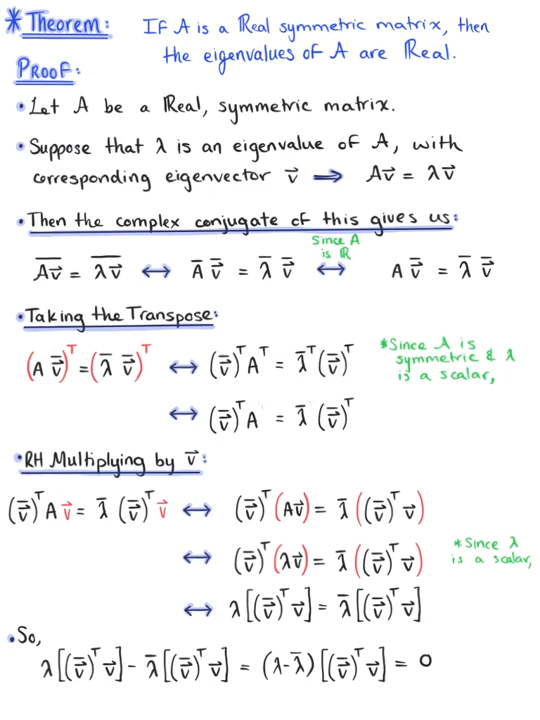 * Theorem: If A is a Real symmetric matrix, then
the eigenvalues of A are Real.
Proof:
• Let A be a Real, symmetric matrix.
• Suppose that λ is an eigenvalue of A, with
corresponding eigenvector v⃗ ⟹ Av⃗ = λv⃗
• Then the complex conjugate of this gives us:
Since A
is ℝ
A̅v̅⃗ = λ̅v̅⃗ ↔ A̅ v̅⃗ = λ̅ v̅⃗ ↔ A v̅⃗ = λ̅ v̅⃗
• Taking the Transpose:
(A v̅⃗)ᵀ = (λ̅ v̅⃗)ᵀ ↔ (v̅⃗)ᵀ Aᵀ = λ̅ᵀ (v̅⃗)ᵀ
*Since A is
symmetric & λ
is a scalar,
↔ (v̅⃗)ᵀ A = λ̅ (v̅⃗)ᵀ
• RH Multiplying by v⃗:
(v̅⃗)ᵀ A v⃗ = λ̅ (v̅⃗)ᵀ v⃗ ↔ (v̅⃗)ᵀ (Av⃗) = λ̅ ((v̅⃗)ᵀ v⃗)
↔ (v̅⃗)ᵀ (λv⃗) = λ̅ ((v̅⃗)ᵀ v⃗)
* Since λ
is a scalar,
↔ λ[(v̅⃗)ᵀ v⃗] = λ̅[(v̅⃗)ᵀ v⃗]
• So,
λ[(v̅⃗)ᵀ v⃗] - λ̅[(v̅⃗)ᵀ v⃗] = (λ-λ̅) [(v̅⃗)ᵀ v⃗] = 0